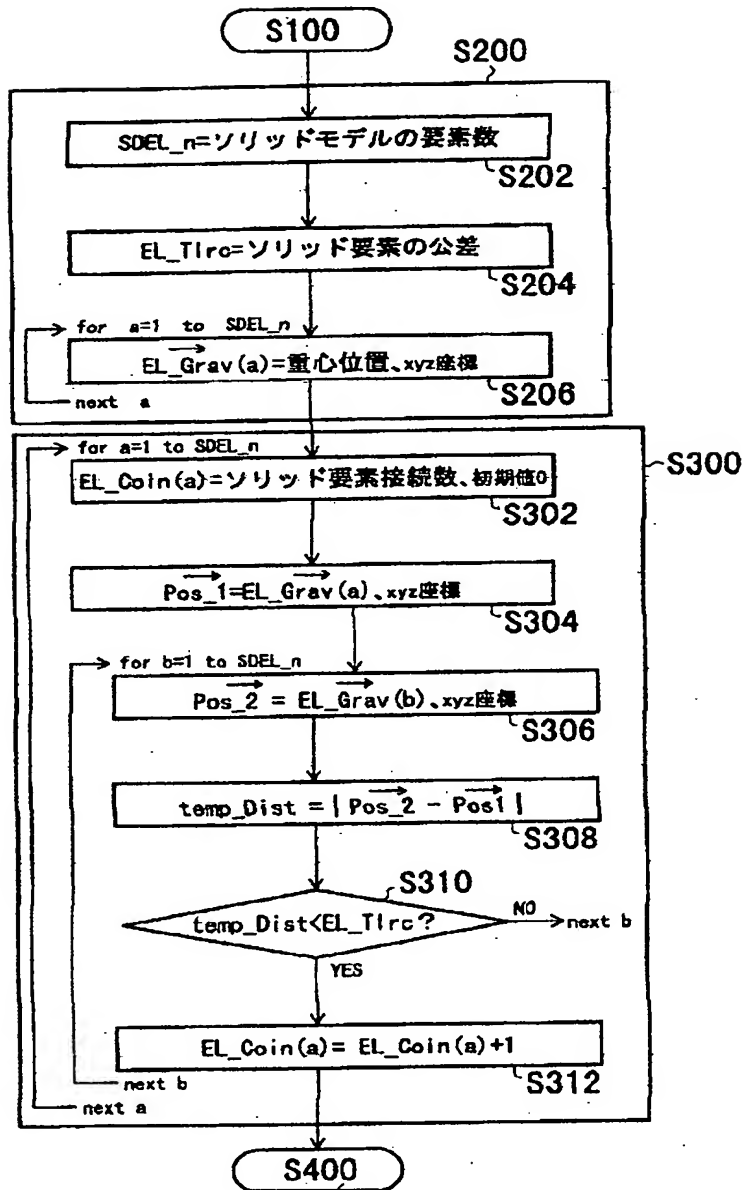 S100
S200
SDEL_n=ソリッドモデルの要素数
S202
EL_Tlrc=ソリッド要素の公差
S204
for a=1 to SDEL_n
EL_Grav(a)=重心位置、xyz座標
S206
next a
for a=1 to SDEL_n
S300
EL_Coin(a)=ソリッド要素接続数、初期値0
S302
Pos_1=EL_Grav(a)、xyz座標
S304
for b=1 to SDEL_n
Pos_2 = EL_Grav(b)、xyz座標
S306
temp_Dist = | Pos_2 - Pos1 |
S308
S310
temp_Dist<EL_Tlrc?
NO
next b
YES
EL_Coin(a)= EL_Coin(a)+1
S312
next b
next a
S400